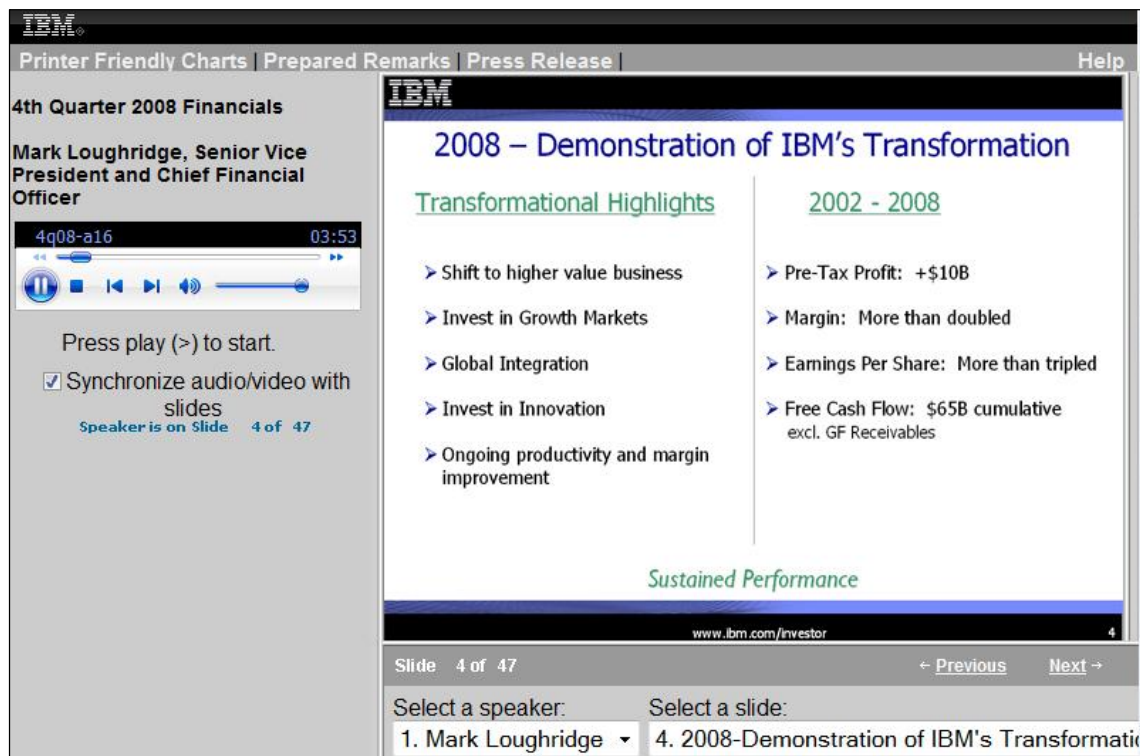 IBM®
Printer Friendly Charts | Prepared Remarks | Press Release |
Help
4th Quarter 2008 Financials
Mark Loughridge, Senior Vice
President and Chief Financial
Officer
4q08-a16 03:53
Press play (>) to start.
Synchronize audio/video with
slides
Speaker is on Slide 4 of 47
IBM
2008 – Demonstration of IBM's Transformation
Transformational Highlights
➢ Shift to higher value business
➢ Invest in Growth Markets
➢ Global Integration
➢ Invest in Innovation
➢ Ongoing productivity and margin
improvement
2002 - 2008
➢ Pre-Tax Profit: +$10B
➢ Margin: More than doubled
➢ Earnings Per Share: More than tripled
➢ Free Cash Flow: $65B cumulative
excl. GF Receivables
Sustained Performance
www.ibm.com/investor 4
Slide 4 of 47
← Previous Next →
Select a speaker:
1. Mark Loughridge
Select a slide:
4. 2008-Demonstration of IBM's Transformati